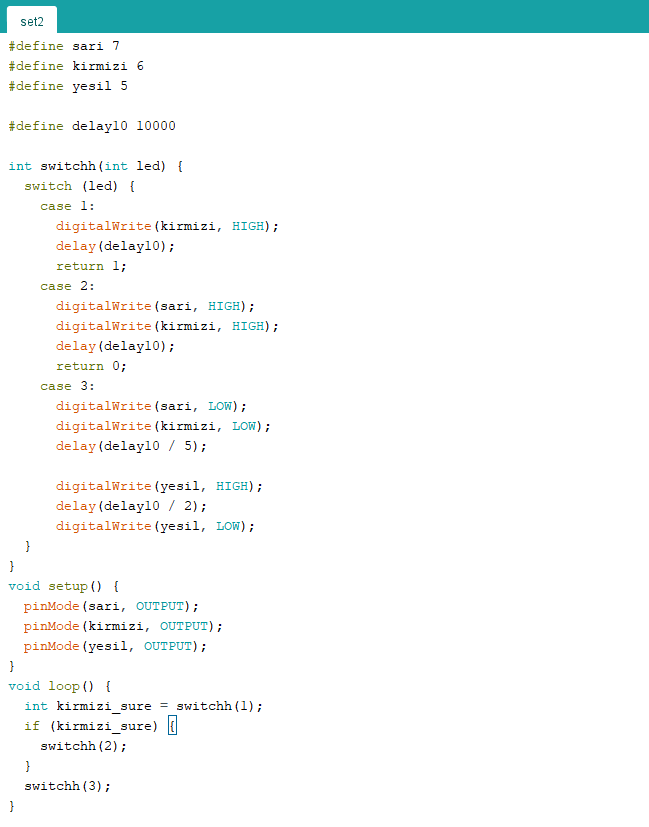 set2
#define sari 7
#define kirmizi 6
#define yesil 5
#define delay10 10000
int switchh(int led) {
switch (led) {
case 1:
digitalWrite(kirmizi, HIGH);
delay(delay10);
return 1;
case 2:
digitalWrite(sari, HIGH);
digitalWrite(kirmizi, HIGH);
delay(delay10);
return 0;
case 3:
digitalWrite(sari, LOW);
digitalWrite(kirmizi, LOW);
delay(delay10 / 5);
digitalWrite(yesil, HIGH);
delay(delay10 / 2);
digitalWrite(yesil, LOW);
}
}
void setup() {
pinMode(sari, OUTPUT);
pinMode(kirmizi, OUTPUT);
pinMode(yesil, OUTPUT);
}
void loop() {
int kirmizi_sure = switchh(1);
if (kirmizi_sure) {
switchh(2);
}
switchh(3);
}